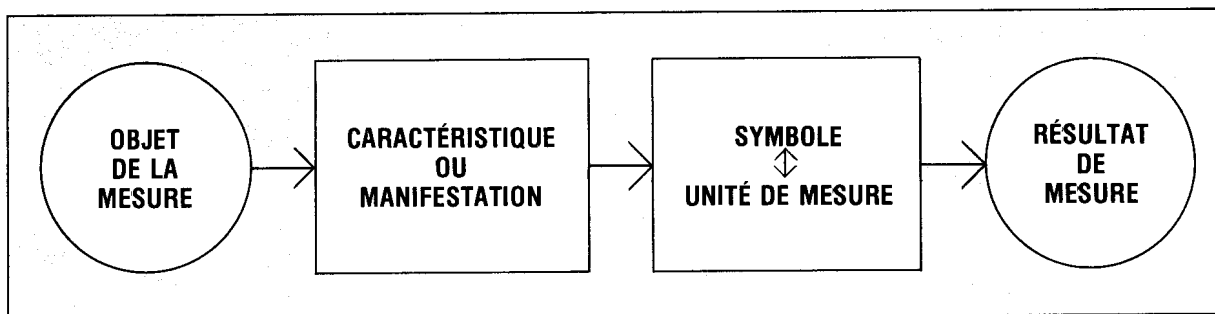 OBJET
DE LA
MESURE
CARACTÉRISTIQUE
OU
MANIFESTATION
SYMBOLE
UNITÉ DE MESURE
RÉSULTAT
DE
MESURE